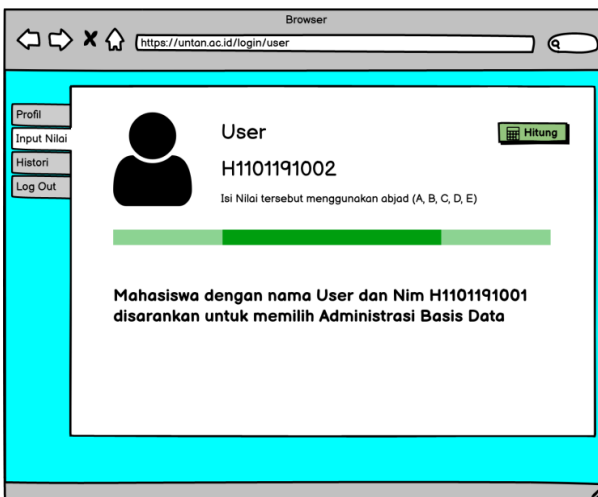 Browser
https://untan.ac.id/login/user
Profil
Input Nilai
Histori
Log Out
User
Hitung
H1101191002
Isi Nilai tersebut menggunakan abjad (A, B, C, D, E)
Mahasiswa dengan nama User dan Nim H1101191001
disarankan untuk memilih Administrasi Basis Data